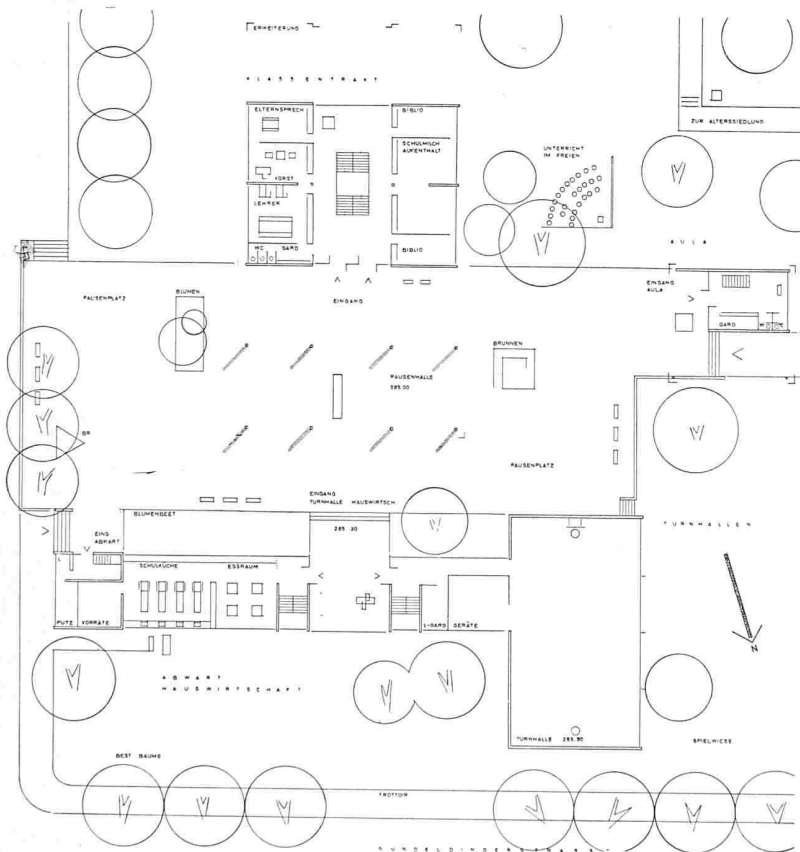 ERWEITERUNG
KLASSENTRAKT
ELTERNSPRECH
BIBLIO
SCHULMILCH
AUFENTHALT
VORST
LEHRER
WC GARD
BIBLIO
UNTERRICHT
IM FREIEN
ZUR ALTERSSIEDLUNG
AULA
EINGANG
AULA
GARD
WC
PAUSENPLATZ
BLUMEN
EINGANG
BRUNNEN
PAUSENHALLE
285.00
BR
PAUSENPLATZ
EINGANG
TURNHALLE HAUSWIRTSCH.
BLUMENBEET
285.30
TURNHALLEN
EING
ABWART
SCHULKÜCHE
ESSRAUM
PUTZ
VORRÄTE
L-GARD
GERÄTE
N
ABWART
HAUSWIRTSCHAFT
TURNHALLE 285.30
SPIELWIESE
BEST BÄUME
TROTTOIR